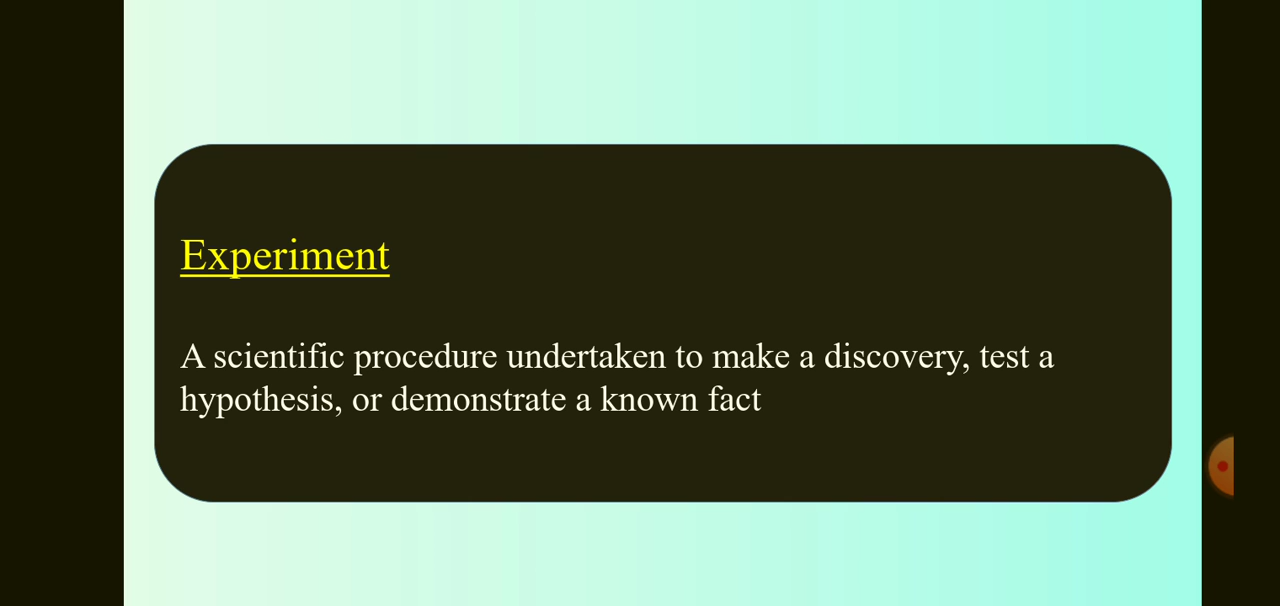 Experiment
A scientific procedure undertaken to make a discovery, test a
hypothesis, or demonstrate a known fact